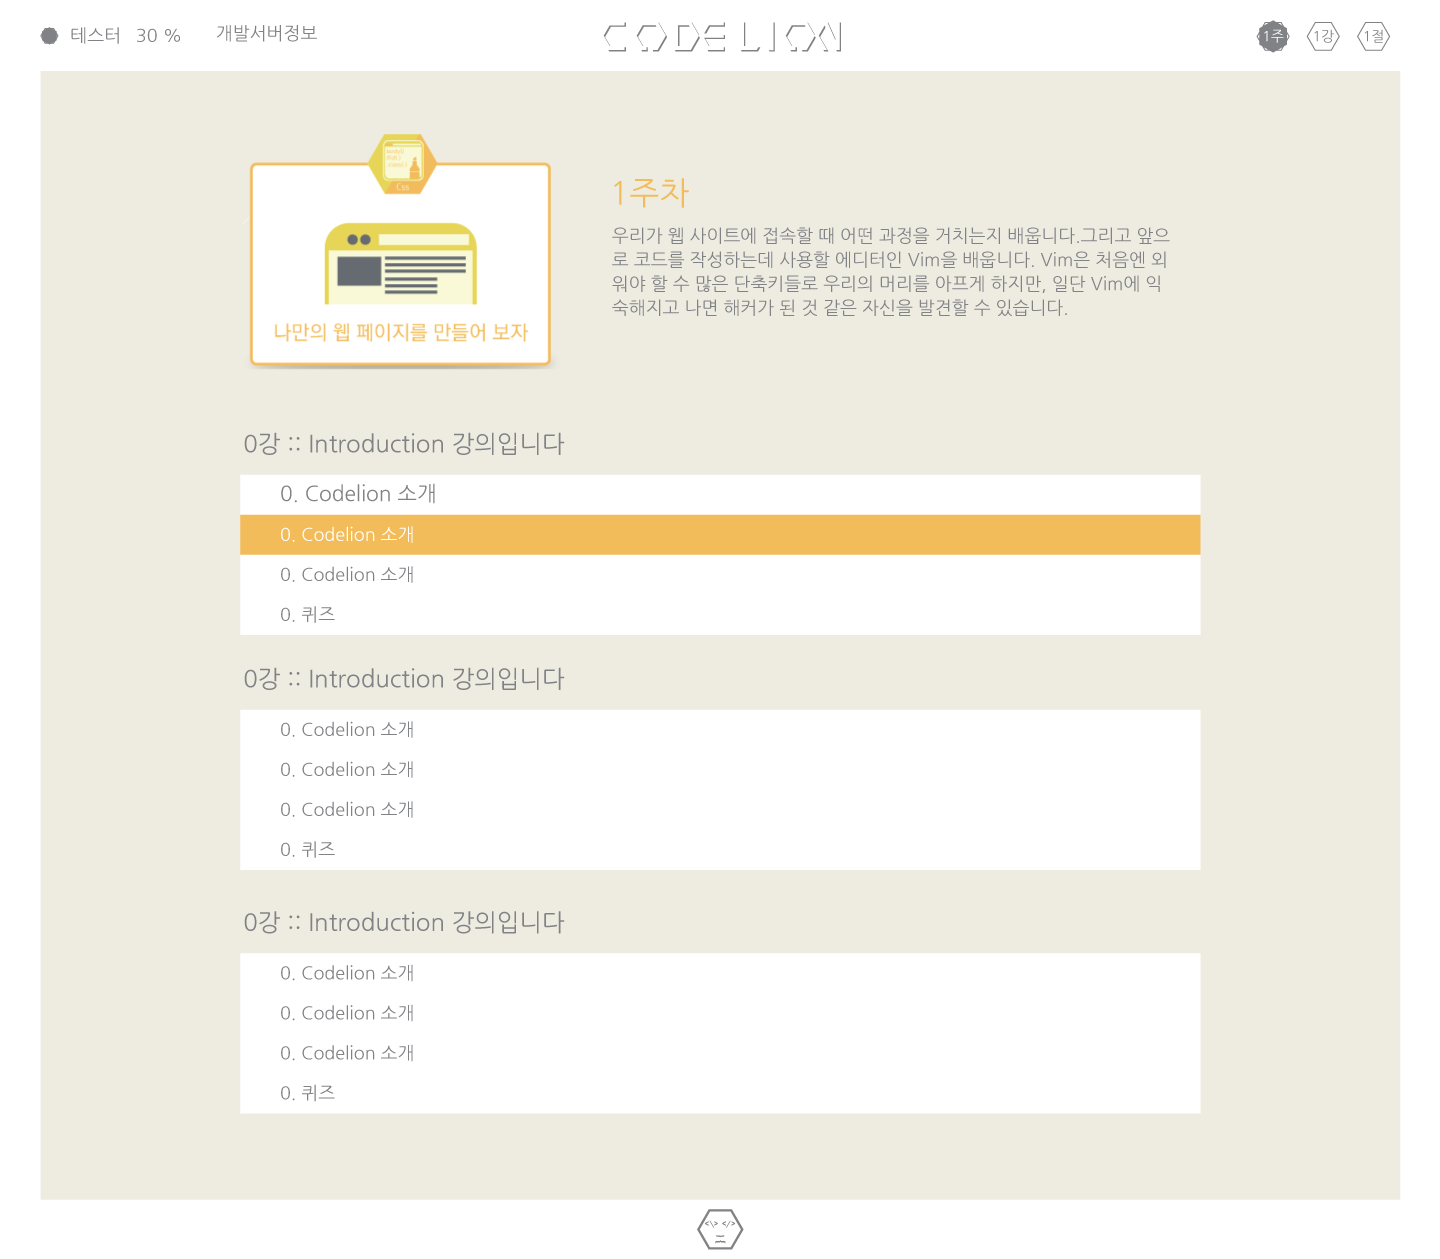 테스터 30 % 개발서버정보 CODELION 1주 1강 1절
Css
나만의 웹 페이지를 만들어 보자
1주차
우리가 웹 사이트에 접속할 때 어떤 과정을 거치는지 배웁니다.그리고 앞으
로 코드를 작성하는데 사용할 에디터인 Vim을 배웁니다. Vim은 처음엔 외
워야 할 수 많은 단축키들로 우리의 머리를 아프게 하지만, 일단 Vim에 익
숙해지고 나면 해커가 된 것 같은 자신을 발견할 수 있습니다.
0강 :: Introduction 강의입니다
0. Codelion 소개
0. Codelion 소개
0. Codelion 소개
0. 퀴즈
0강 :: Introduction 강의입니다
0. Codelion 소개
0. Codelion 소개
0. Codelion 소개
0. 퀴즈
0강 :: Introduction 강의입니다
0. Codelion 소개
0. Codelion 소개
0. Codelion 소개
0. 퀴즈
<\> </>